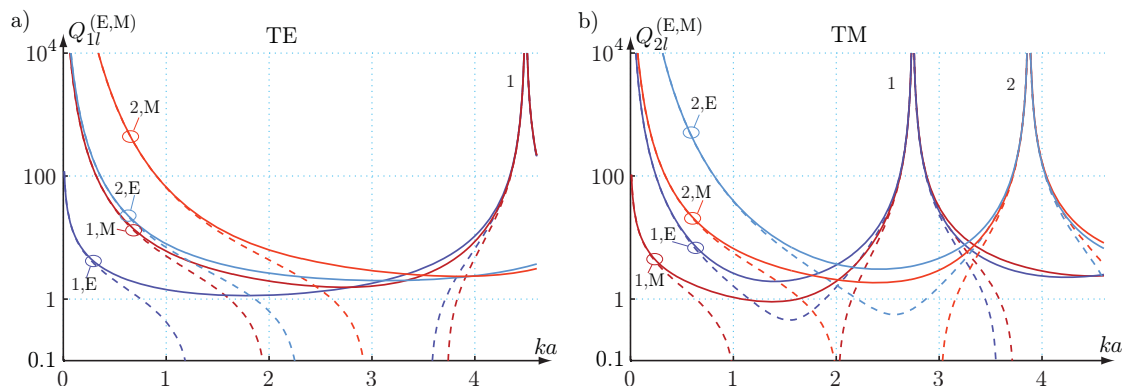 a) Q_{1l}^{(E,M)} TE
10^4
100
1
0.1
0 1 2 3 4
ka
2,M
2,E
1,M
1,E
1
b) Q_{2l}^{(E,M)} TM
10^4
100
1
0.1
0 1 2 3 4
ka
2,E
2,M
1,E
1,M
1
2